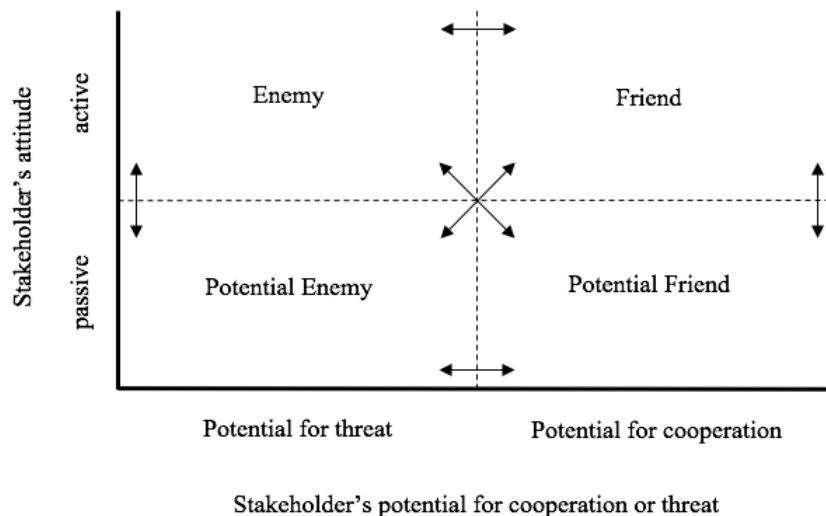 Stakeholder's attitude
active
passive
Enemy
Friend
Potential Enemy
Potential Friend
Potential for threat
Potential for cooperation
Stakeholder's potential for cooperation or threat